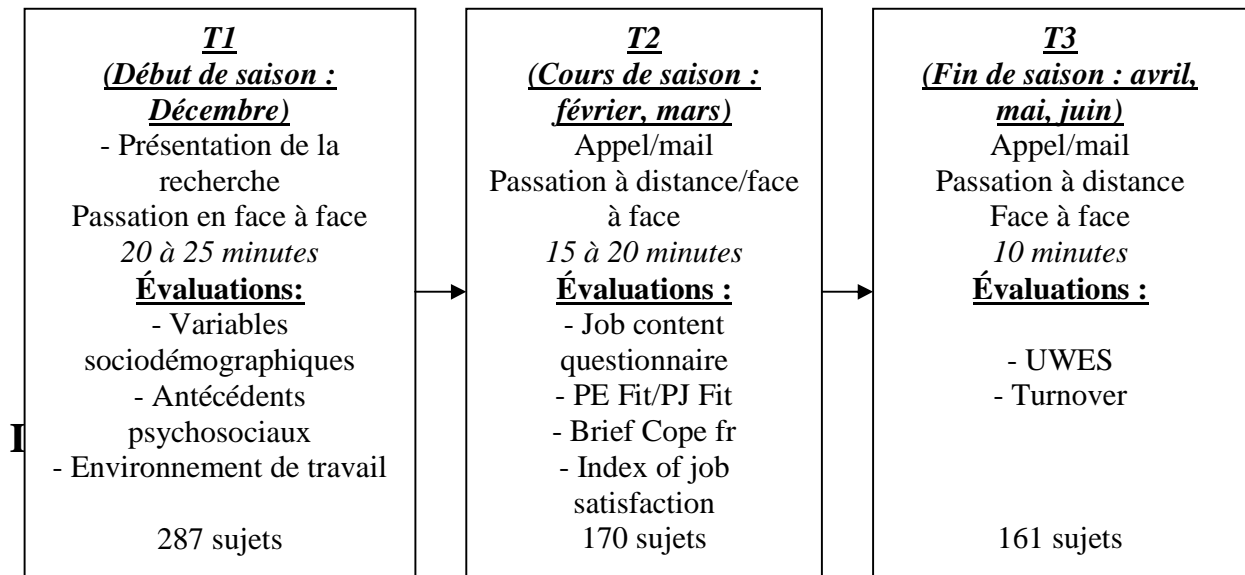 T1
(Début de saison :
Décembre)
- Présentation de la
recherche
Passation en face à face
20 à 25 minutes
Évaluations:
- Variables
sociodémographiques
- Antécédents
psychosociaux
- Environnement de travail
287 sujets
T2
(Cours de saison :
février, mars)
Appel/mail
Passation à distance/face
à face
15 à 20 minutes
Évaluations :
- Job content
questionnaire
- PE Fit/PJ Fit
- Brief Cope fr
- Index of job
satisfaction
170 sujets
T3
(Fin de saison : avril,
mai, juin)
Appel/mail
Passation à distance
Face à face
10 minutes
Évaluations :
- UWES
- Turnover
161 sujets